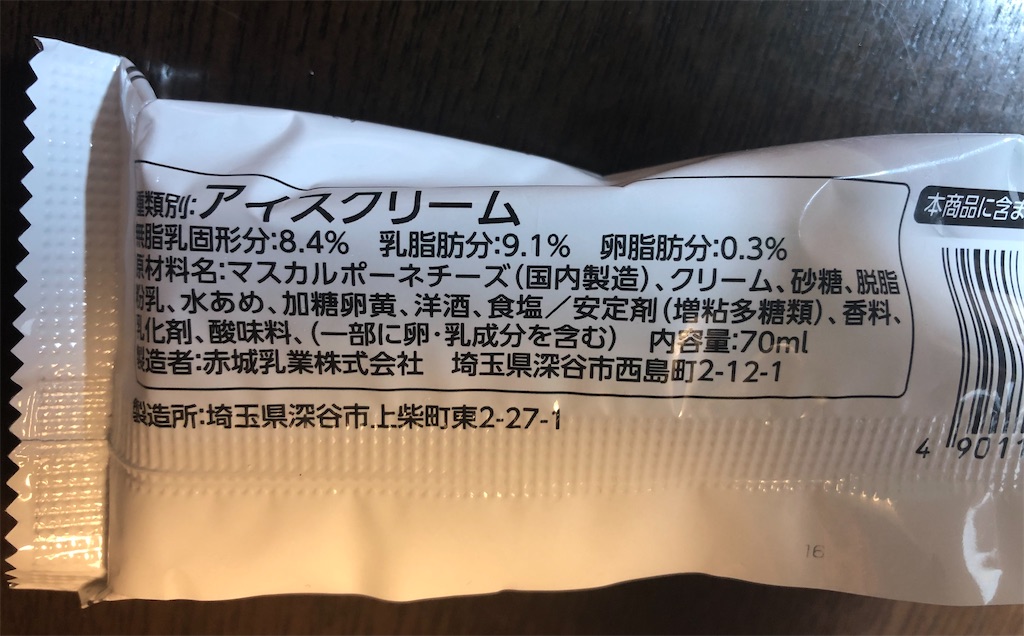 種類別:アイスクリーム
無脂乳固形分:8.4% 乳脂肪分:9.1% 卵脂肪分:0.3%
原材料名:マスカルポーネチーズ(国内製造)、クリーム、砂糖、脱脂
粉乳、水あめ、加糖卵黄、洋酒、食塩/安定剤(増粘多糖類)、香料、
乳化剤、酸味料、(一部に卵・乳成分を含む) 内容量:70ml
製造者:赤城乳業株式会社 埼玉県深谷市西島町2-12-1
製造所:埼玉県深谷市上柴町東2-27-1
本商品に含ま
4 9011
16